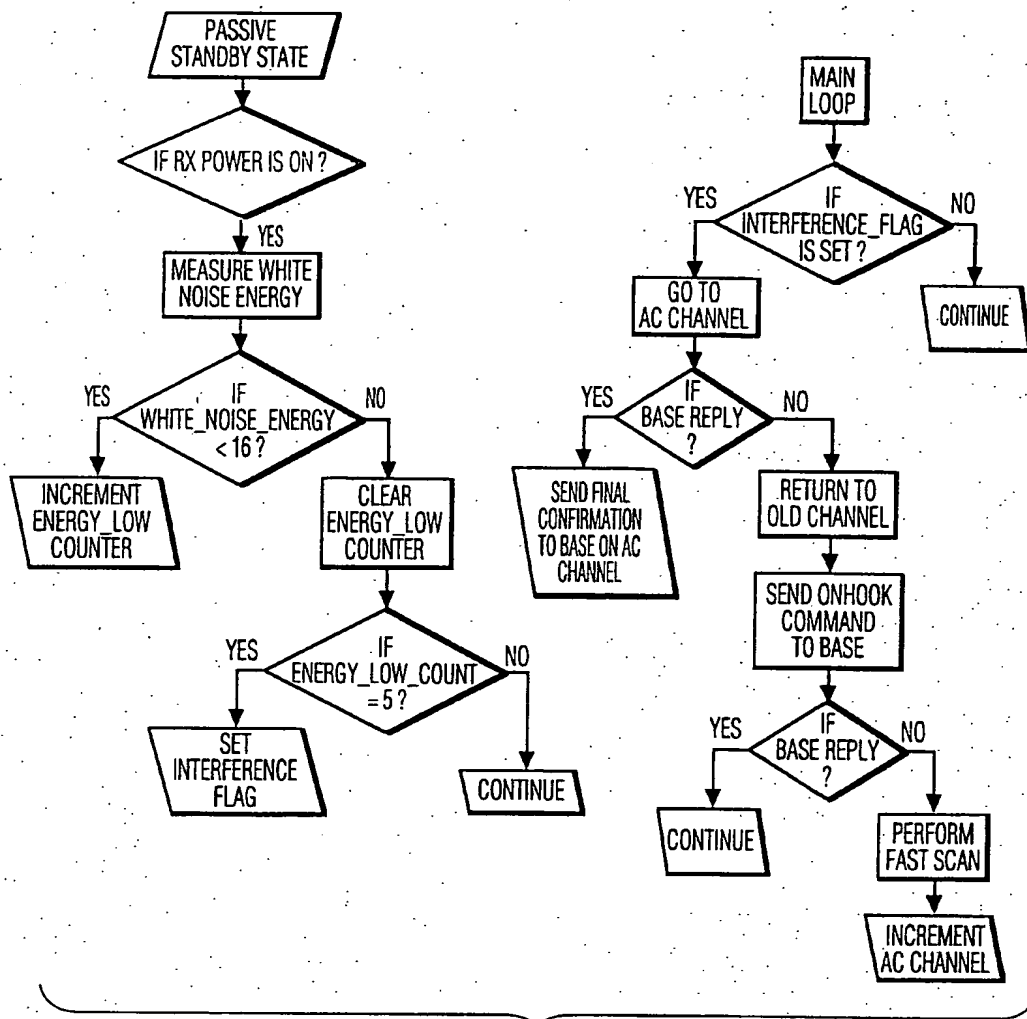 PASSIVE
STANDBY STATE
IF RX POWER IS ON ?
YES
MEASURE WHITE
NOISE ENERGY
YES
IF
WHITE_NOISE_ENERGY
< 16 ?
NO
INCREMENT
ENERGY_LOW
COUNTER
CLEAR
ENERGY_LOW
COUNTER
YES
IF
ENERGY_LOW_COUNT
= 5 ?
NO
SET
INTERFERENCE
FLAG
CONTINUE
MAIN
LOOP
YES
IF
INTERFERENCE_FLAG
IS SET ?
NO
GO TO
AC CHANNEL
CONTINUE
YES
IF
BASE REPLY
?
NO
SEND FINAL
CONFIRMATION
TO BASE ON AC
CHANNEL
RETURN TO
OLD CHANNEL
SEND ONHOOK
COMMAND
TO BASE
YES
IF
BASE REPLY
?
NO
CONTINUE
PERFORM
FAST SCAN
INCREMENT
AC CHANNEL